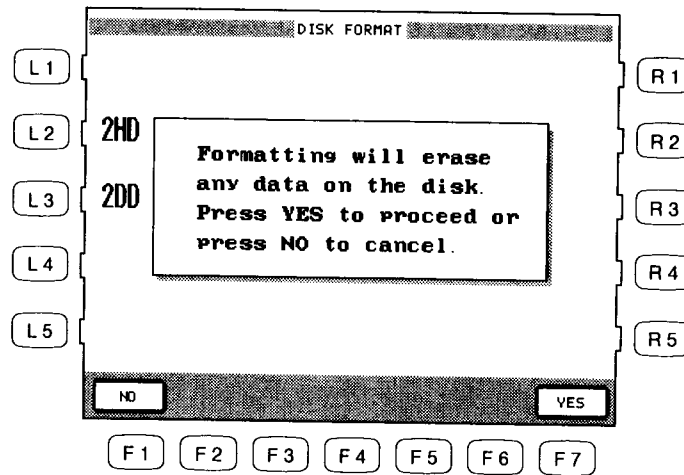 DISK FORMAT
L1
R1
L2
2HD
R2
Formatting will erase
any data on the disk.
L3
2DD
Press YES to proceed or
R3
press NO to cancel.
L4
R4
L5
R5
NO
YES
F1 F2 F3 F4 F5 F6 F7